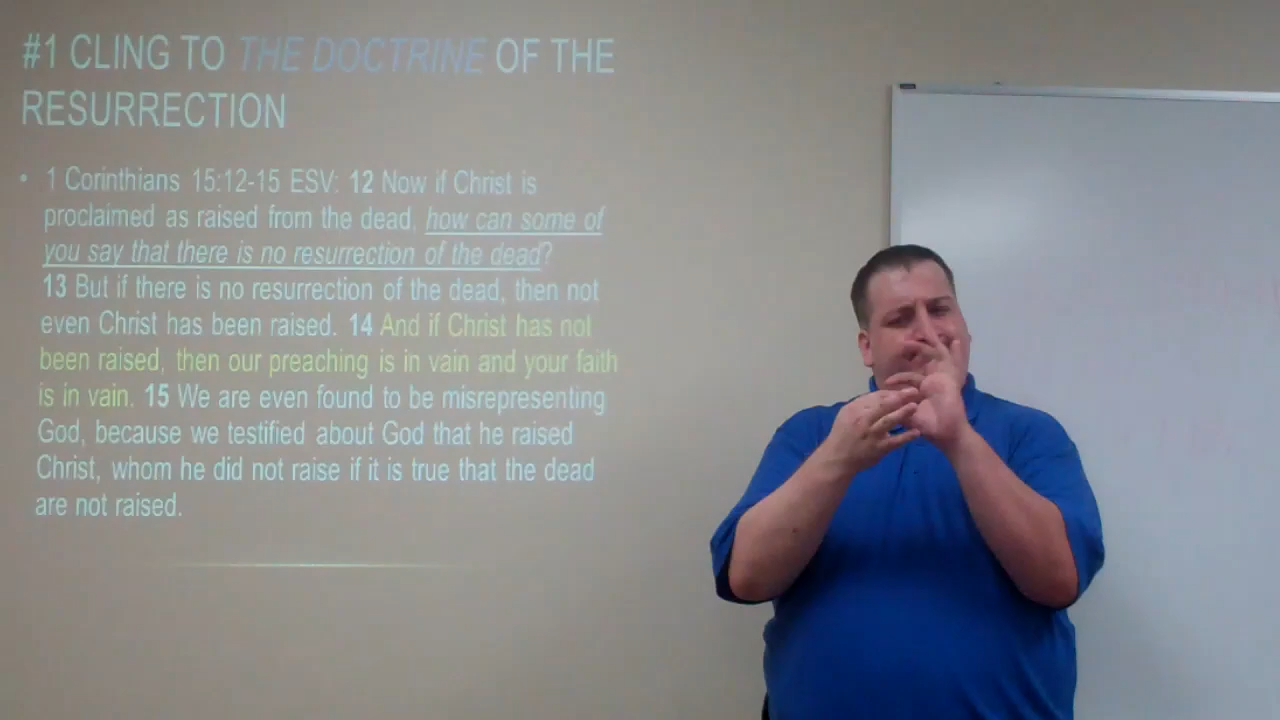 #1 CLING TO THE DOCTRINE OF THE
RESURRECTION
• 1 Corinthians 15:12-15 ESV: 12 Now if Christ is
proclaimed as raised from the dead, how can some of
you say that there is no resurrection of the dead?
13 But if there is no resurrection of the dead, then not
even Christ has been raised. 14 And if Christ has not
been raised, then our preaching is in vain and your faith
is in vain. 15 We are even found to be misrepresenting
God, because we testified about God that he raised
Christ, whom he did not raise if it is true that the dead
are not raised.